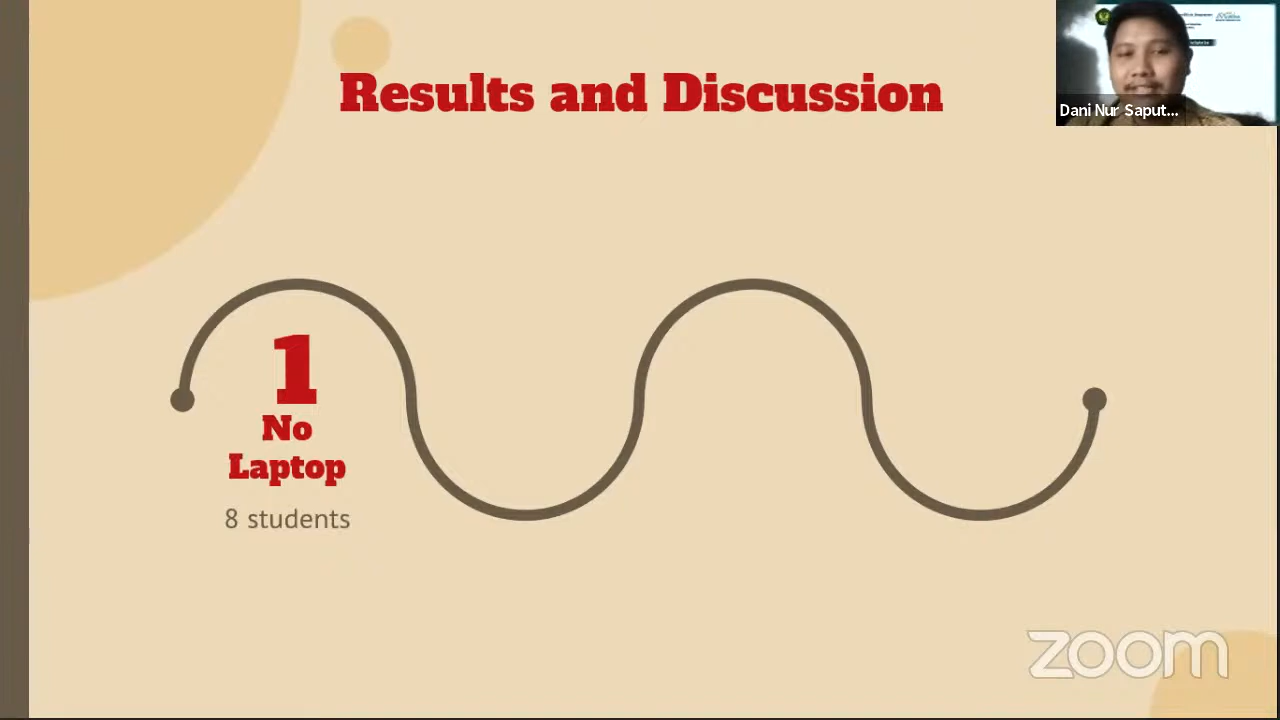 Results and Discussion
Dani Nur Saput...
1
No
Laptop
8 students
zoom